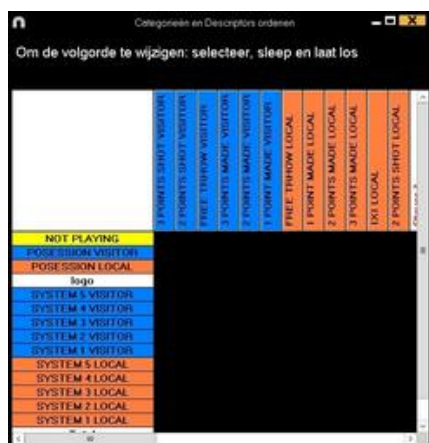 Categorieën en Descriptors ordenen
Om de volgorde te wijzigen: selecteer, sleep en laat los
3 POINTS SHOT VISITOR
2 POINTS SHOT VISITOR
FREE TRHOW VISITOR
3 POINTS MADE VISITOR
2 POINTS MADE VISITOR
1 POINT MADE VISITOR
FREE TRHOW LOCAL
1 POINT MADE LOCAL
2 POINTS MADE LOCAL
3 POINTS MADE LOCAL
1X1 LOCAL
2 POINTS SHOT LOCAL
NOT PLAYING
POSESSION VISITOR
POSESSION LOCAL
logo
SYSTEM 5 VISITOR
SYSTEM 4 VISITOR
SYSTEM 3 VISITOR
SYSTEM 2 VISITOR
SYSTEM 1 VISITOR
SYSTEM 5 LOCAL
SYSTEM 4 LOCAL
SYSTEM 3 LOCAL
SYSTEM 2 LOCAL
SYSTEM 1 LOCAL